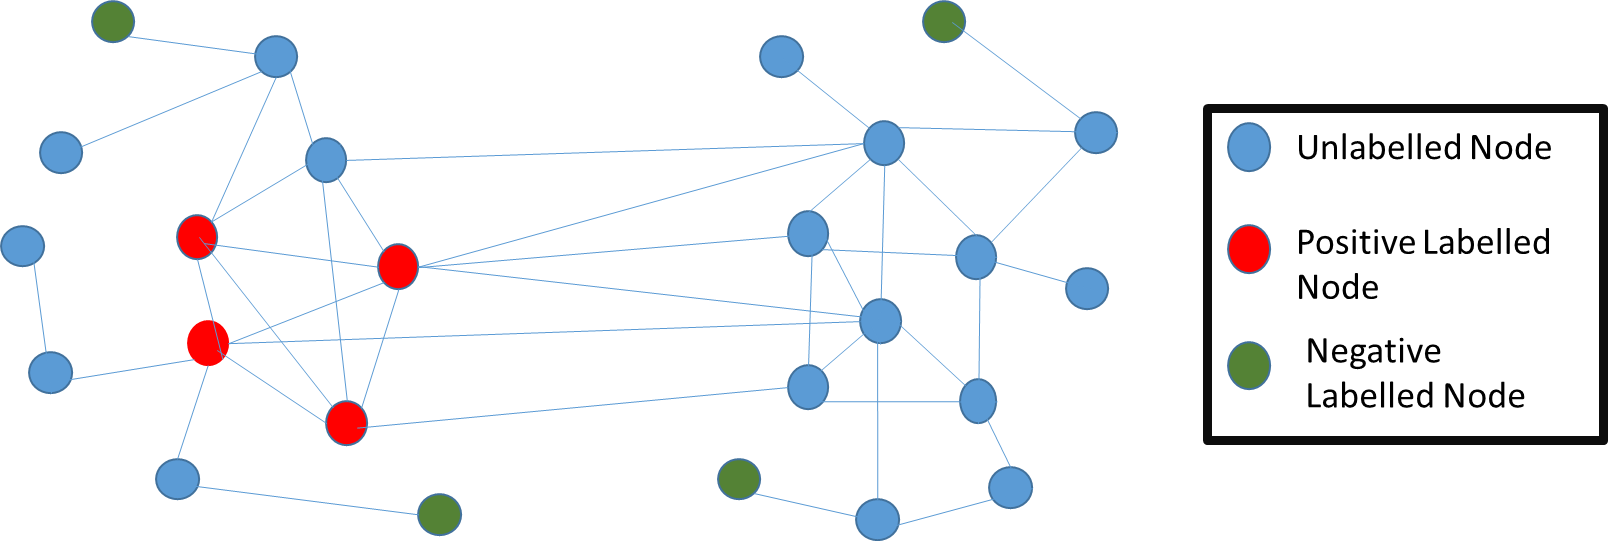 Unlabelled Node
Positive Labelled
Node
Negative
Labelled Node